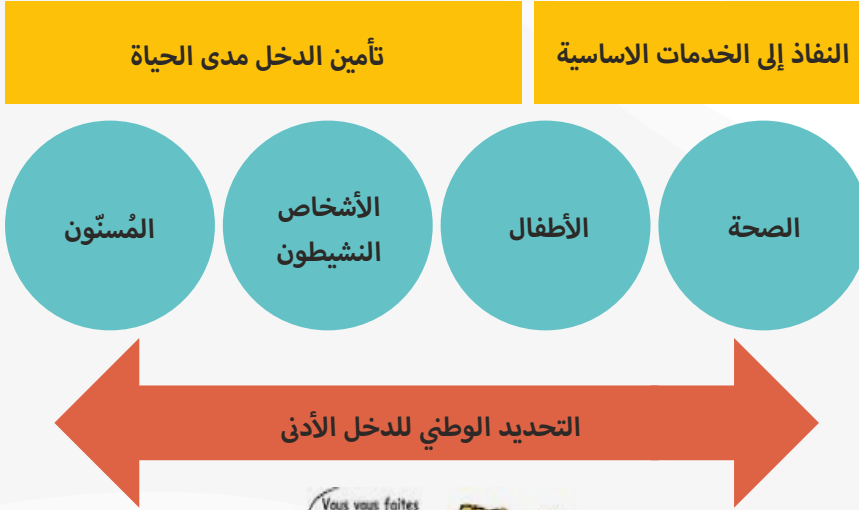 النفاذ إلى الخدمات الاساسية
تأمين الدخل مدى الحياة
الصحة
الأطفال
الأشخاص
النشيطون
المُسنّون
التحديد الوطني للدخل الأدنى
Vous vous faites